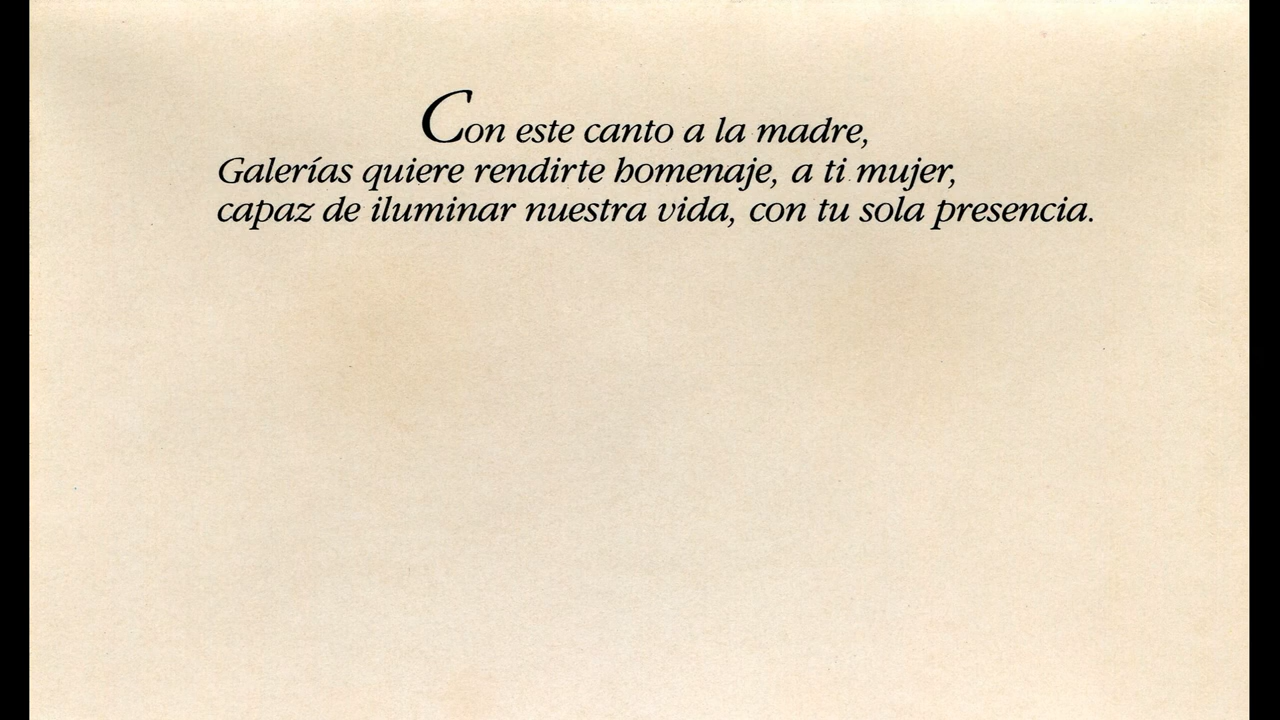 Con este canto a la madre,
Galerías quiere rendirte homenaje, a ti mujer,
capaz de iluminar nuestra vida, con tu sola presencia.